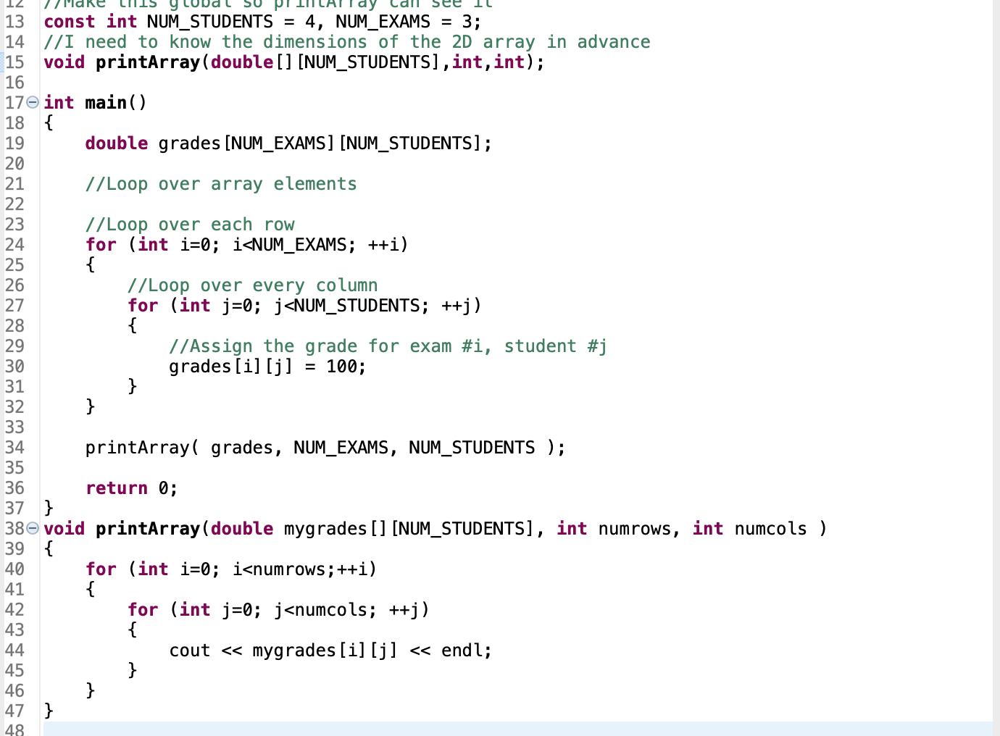 12 //Make this global so printArray can see it
13 const int NUM_STUDENTS = 4, NUM_EXAMS = 3;
14 //I need to know the dimensions of the 2D array in advance
15 void printArray(double[][NUM_STUDENTS],int,int);
16
17 int main()
18 {
19     double grades[NUM_EXAMS][NUM_STUDENTS];
20
21     //Loop over array elements
22
23     //Loop over each row
24     for (int i=0; i<NUM_EXAMS; ++i)
25     {
26         //Loop over every column
27         for (int j=0; j<NUM_STUDENTS; ++j)
28         {
29             //Assign the grade for exam #i, student #j
30             grades[i][j] = 100;
31         }
32     }
33
34     printArray( grades, NUM_EXAMS, NUM_STUDENTS );
35
36     return 0;
37 }
38 void printArray(double mygrades[][NUM_STUDENTS], int numrows, int numcols )
39 {
40     for (int i=0; i<numrows;++i)
41     {
42         for (int j=0; j<numcols; ++j)
43         {
44             cout << mygrades[i][j] << endl;
45         }
46     }
47 }
48